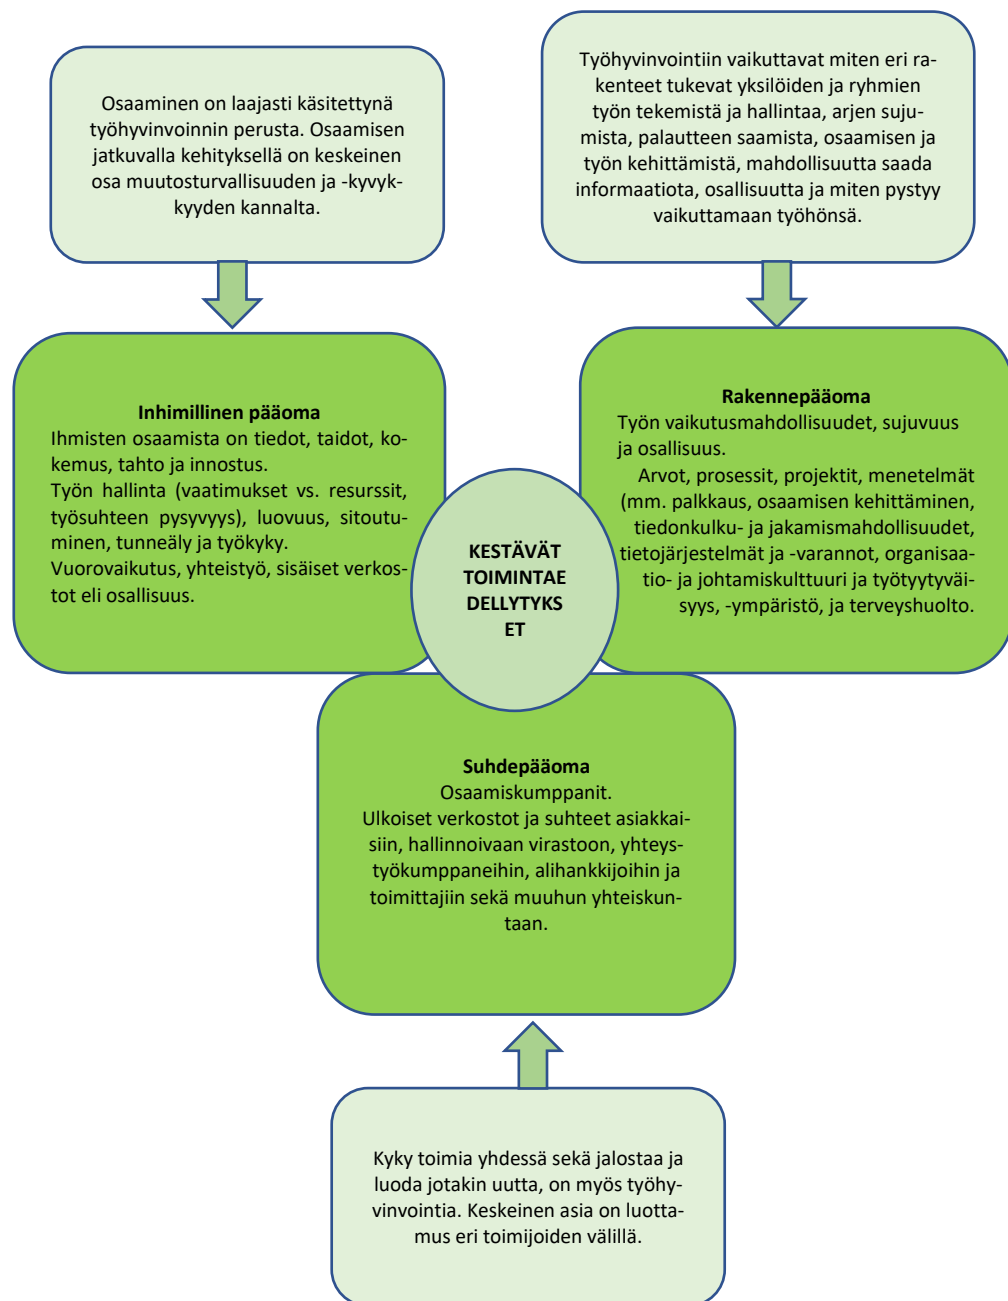 Osaaminen on laajasti käsitettynä
työhyvinvoinnin perusta. Osaamisen
jatkuvalla kehityksellä on keskeinen
osa muutosturvallisuuden ja -kyvyk-
kyyden kannalta.
Työhyvinvointiin vaikuttavat miten eri ra-
kenteet tukevat yksilöiden ja ryhmien
työn tekemistä ja hallintaa, arjen suju-
mista, palautteen saamista, osaamisen ja
työn kehittämistä, mahdollisuutta saada
informaatiota, osallisuutta ja miten pystyy
vaikuttamaan työhönsä.
Inhimillinen pääoma
Ihmisten osaamista on tiedot, taidot, ko-
kemus, tahto ja innostus.
Työn hallinta (vaatimukset vs. resurssit,
työsuhteen pysyvyys), luovuus, sitoutu-
minen, tunneäly ja työkyky.
Vuorovaikutus, yhteistyö, sisäiset verkos-
tot eli osallisuus.
Rakennepääoma
Työn vaikutusmahdollisuudet, sujuvuus
ja osallisuus.
Arvot, prosessit, projektit, menetelmät
(mm. palkkaus, osaamisen kehittäminen,
tiedonkulku- ja jakamismahdollisuudet,
tietojärjestelmät ja -varannot, organisaa-
tio- ja johtamiskulttuuri ja työtyytyväi-
syys, -ympäristö, ja terveyshuolto.
KESTÄVÄT
TOIMINTAE
DELLYTYKS
ET
Suhdepääoma
Osaamiskumppanit.
Ulkoiset verkostot ja suhteet asiakkai-
siin, hallinnoivaan virastoon, yhteys-
työkumppaneihin, alihankkijoihin ja
toimittajiin sekä muuhun yhteiskun-
taan.
Kyky toimia yhdessä sekä jalostaa ja
luoda jotakin uutta, on myös työhy-
vinvointia. Keskeinen asia on luotta-
mus eri toimijoiden välillä.